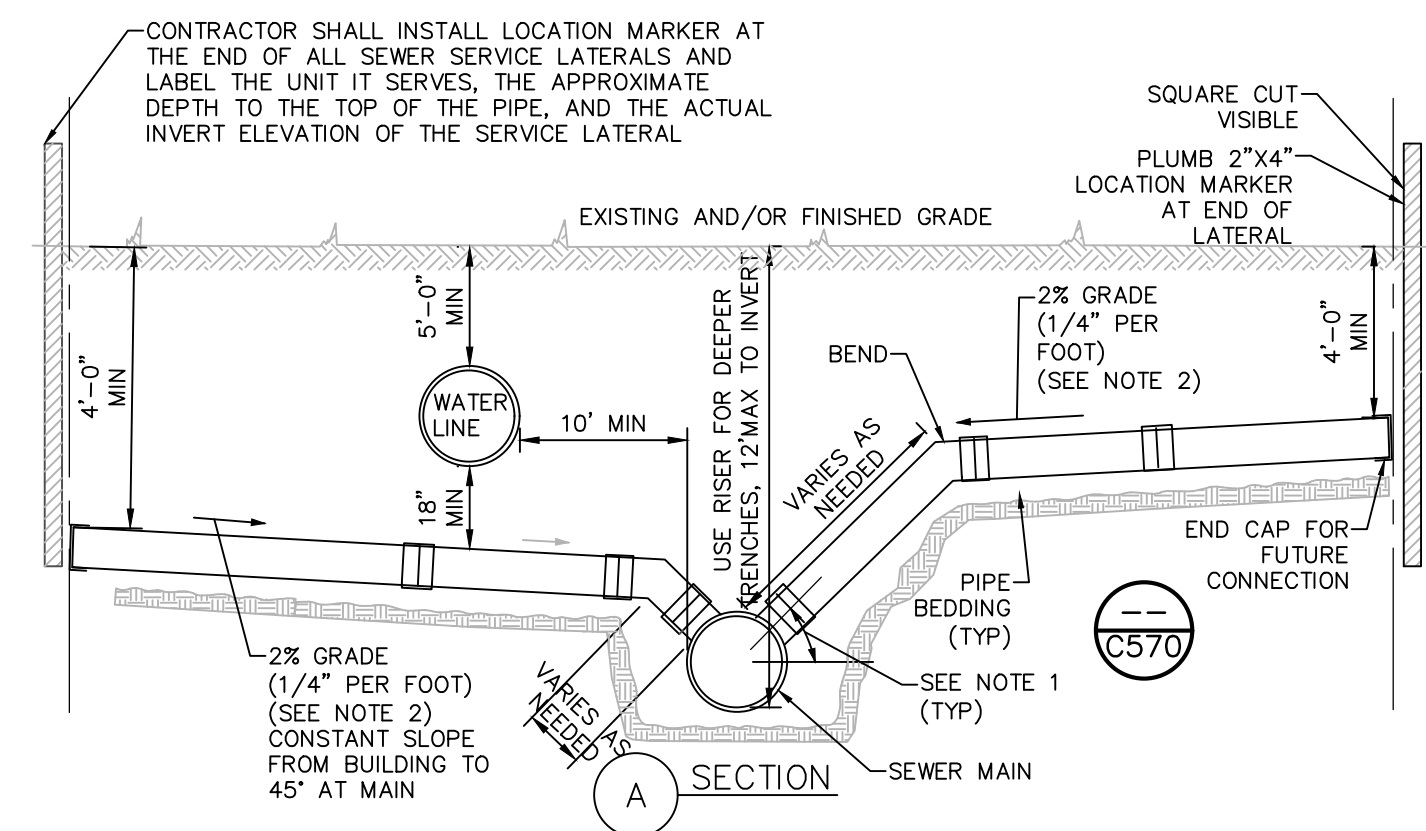 CONTRACTOR SHALL INSTALL LOCATION MARKER AT
THE END OF ALL SEWER SERVICE LATERALS AND
LABEL THE UNIT IT SERVES, THE APPROXIMATE
DEPTH TO THE TOP OF THE PIPE, AND THE ACTUAL
INVERT ELEVATION OF THE SERVICE LATERAL
SQUARE CUT
VISIBLE
PLUMB 2"X4"
LOCATION MARKER
AT END OF
LATERAL
EXISTING AND/OR FINISHED GRADE
4'-0"
MIN
5'-0"
MIN
WATER
LINE
10' MIN
18"
MIN
USE RISER FOR DEEPER
TRENCHES, 12'MAX TO INVERT
BEND
2% GRADE
(1/4" PER
FOOT)
(SEE NOTE 2)
4'-0"
MIN
VARIES AS
NEEDED
END CAP FOR
FUTURE
CONNECTION
PIPE
BEDDING
(TYP)
--
C570
2% GRADE
(1/4" PER FOOT)
(SEE NOTE 2)
CONSTANT SLOPE
FROM BUILDING TO
45° AT MAIN
VARIES AS
NEEDED
SEE NOTE 1
(TYP)
SEWER MAIN
A
SECTION